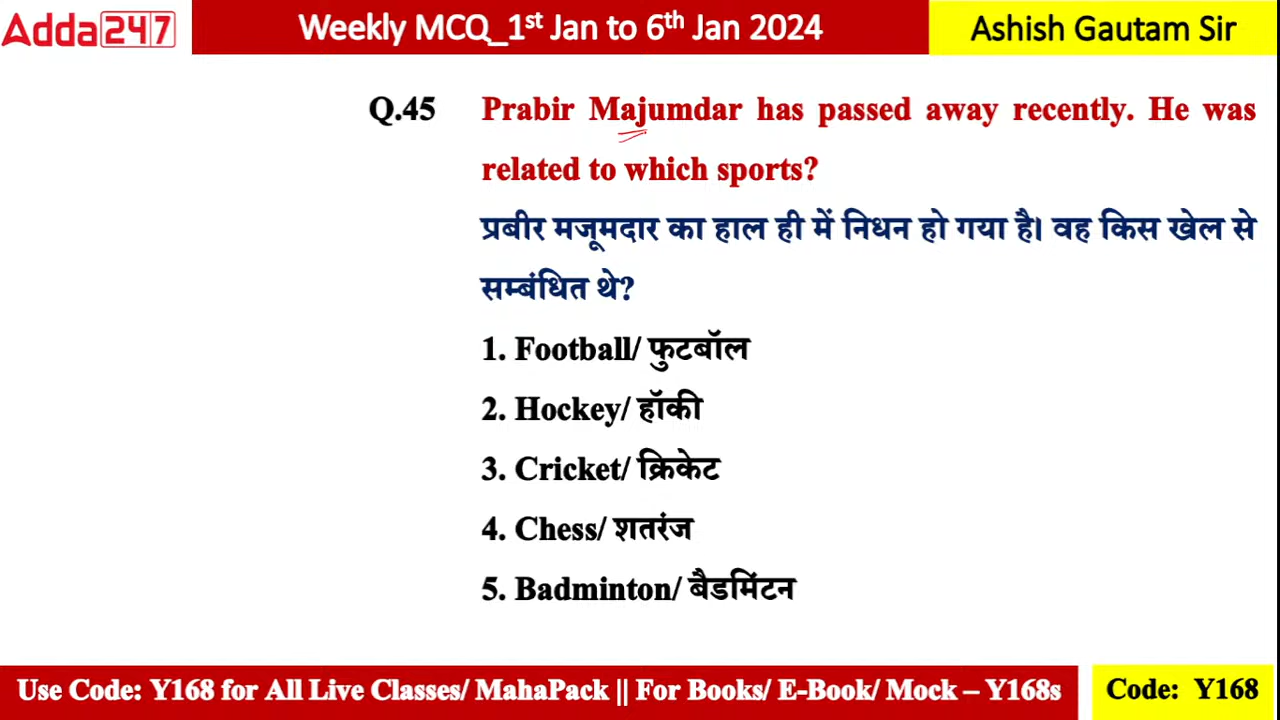 Adda247
Weekly MCQ_1st Jan to 6th Jan 2024
Ashish Gautam Sir
Q.45 Prabir Majumdar has passed away recently. He was
related to which sports?
प्रबीर मजूमदार का हाल ही में निधन हो गया है। वह किस खेल से
सम्बंधित थे?
1. Football/ फुटबॉल
2. Hockey/ हॉकी
3. Cricket/ क्रिकेट
4. Chess/ शतरंज
5. Badminton/ बैडमिंटन
Use Code: Y168 for All Live Classes/ MahaPack || For Books/ E-Book/ Mock – Y168s
Code: Y168